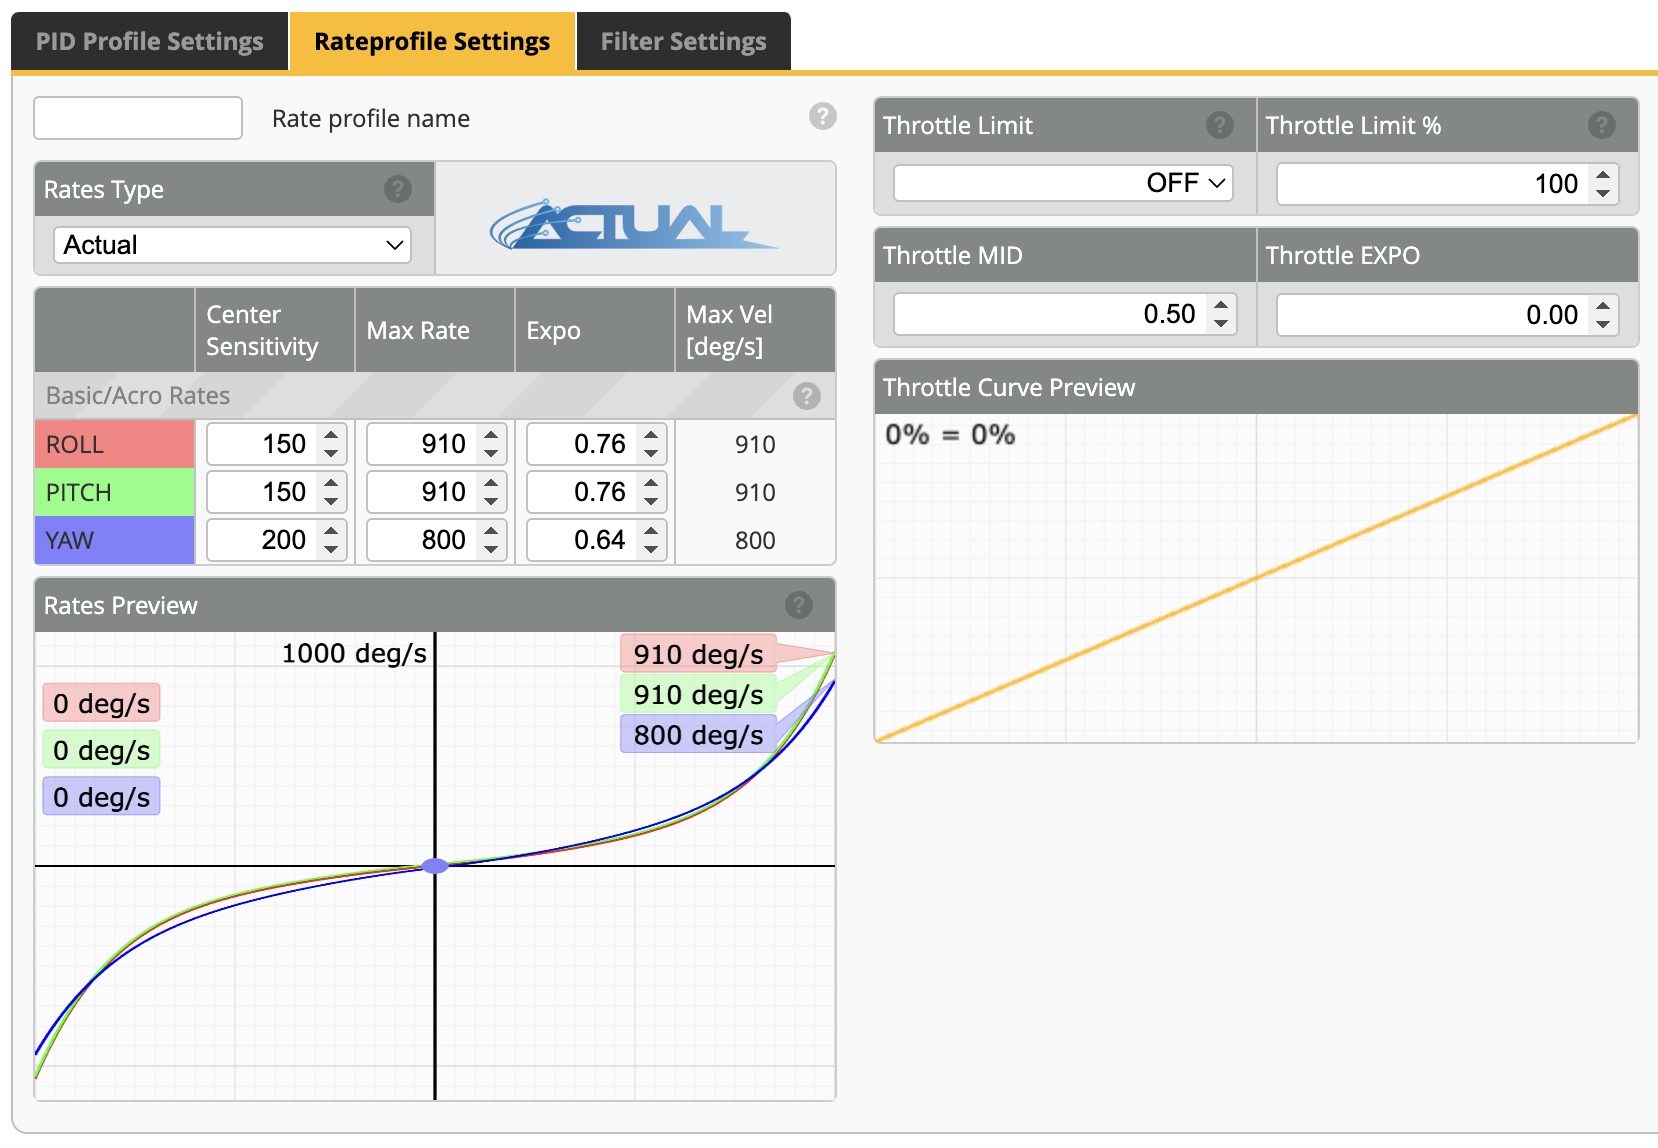 PID Profile Settings
Rateprofile Settings
Filter Settings
Rate profile name
?
Rates Type
?
Actual
ACTUAL
Center
Sensitivity
Max Rate
Expo
Max Vel
[deg/s]
Basic/Acro Rates
?
ROLL 150 910 0.76 910
PITCH 150 910 0.76 910
YAW 200 800 0.64 800
Rates Preview
?
1000 deg/s
0 deg/s
0 deg/s
0 deg/s
910 deg/s
910 deg/s
800 deg/s
Throttle Limit
?
Throttle Limit %
?
OFF
100
Throttle MID
Throttle EXPO
0.50
0.00
Throttle Curve Preview
0% = 0%